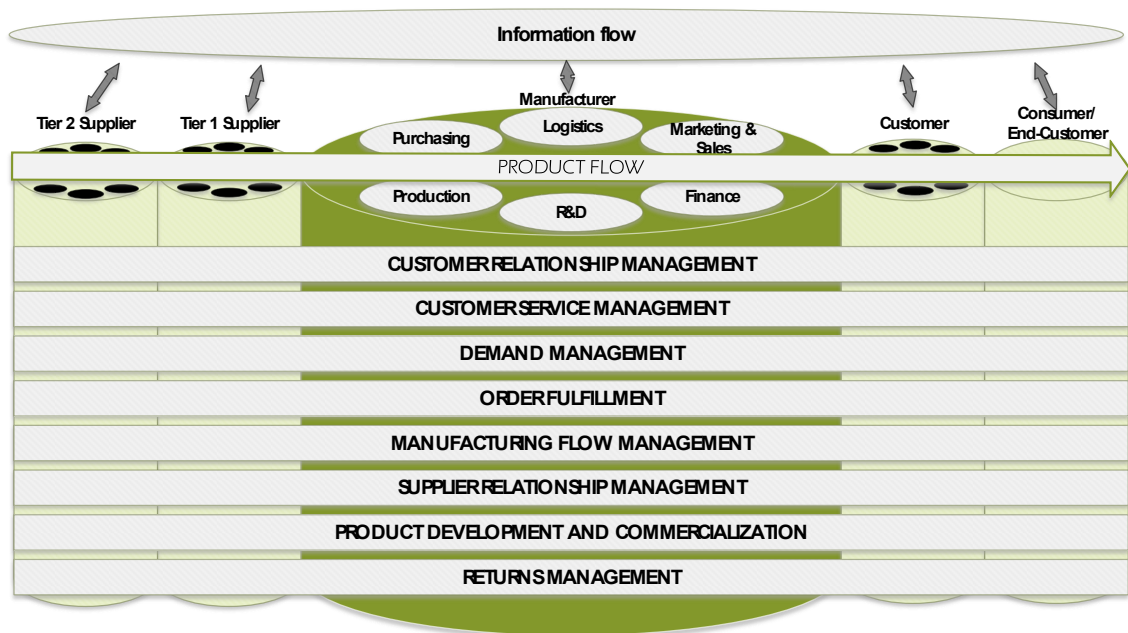 Information flow
Manufacturer
Tier 2 Supplier
Tier 1 Supplier
Customer
Consumer/
End-Customer
Purchasing
Logistics
Marketing &
Sales
PRODUCT FLOW
Production
R&D
Finance
CUSTOMER RELATIONSHIP MANAGEMENT
CUSTOMER SERVICE MANAGEMENT
DEMAND MANAGEMENT
ORDER FULFILLMENT
MANUFACTURING FLOW MANAGEMENT
SUPPLIER RELATIONSHIP MANAGEMENT
PRODUCT DEVELOPMENT AND COMMERCIALIZATION
RETURNS MANAGEMENT